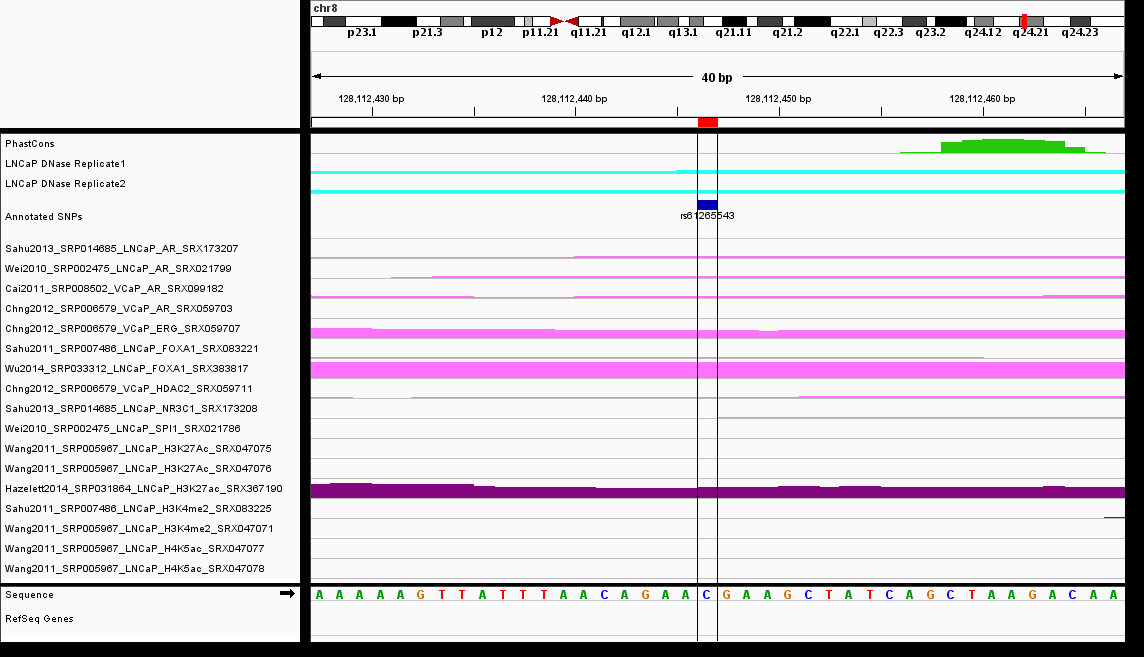 chr8
p23.1 p21.3 p12 p11.21 q11.21 q12.1 q13.1 q21.11 q21.2 q22.1 q22.3 q23.2 q24.12 q24.21 q24.23
40 bp
128,112,430 bp 128,112,440 bp 128,112,450 bp 128,112,460 bp
PhastCons
LNCaP DNase Replicate1
LNCaP DNase Replicate2
Annotated SNPs
rs61265543
Sahu2013_SRP014685_LNCaP_AR_SRX173207
Wei2010_SRP002475_LNCaP_AR_SRX021799
Cai2011_SRP008502_VCaP_AR_SRX099182
Chng2012_SRP006579_VCaP_AR_SRX059703
Chng2012_SRP006579_VCaP_ERG_SRX059707
Sahu2011_SRP007486_LNCaP_FOXA1_SRX083221
Wu2014_SRP033312_LNCaP_FOXA1_SRX383817
Chng2012_SRP006579_VCaP_HDAC2_SRX059711
Sahu2013_SRP014685_LNCaP_NR3C1_SRX173208
Wei2010_SRP002475_LNCaP_SPI1_SRX021786
Wang2011_SRP005967_LNCaP_H3K27Ac_SRX047075
Wang2011_SRP005967_LNCaP_H3K27Ac_SRX047076
Hazelett2014_SRP031864_LNCaP_H3K27ac_SRX367190
Sahu2011_SRP007486_LNCaP_H3K4me2_SRX083225
Wang2011_SRP005967_LNCaP_H3K4me2_SRX047071
Wang2011_SRP005967_LNCaP_H4K5ac_SRX047077
Wang2011_SRP005967_LNCaP_H4K5ac_SRX047078
Sequence A A A A A G T T A T T T A A C A G A A C G A A G C T A T C A G C T A A G A C A A
RefSeq Genes